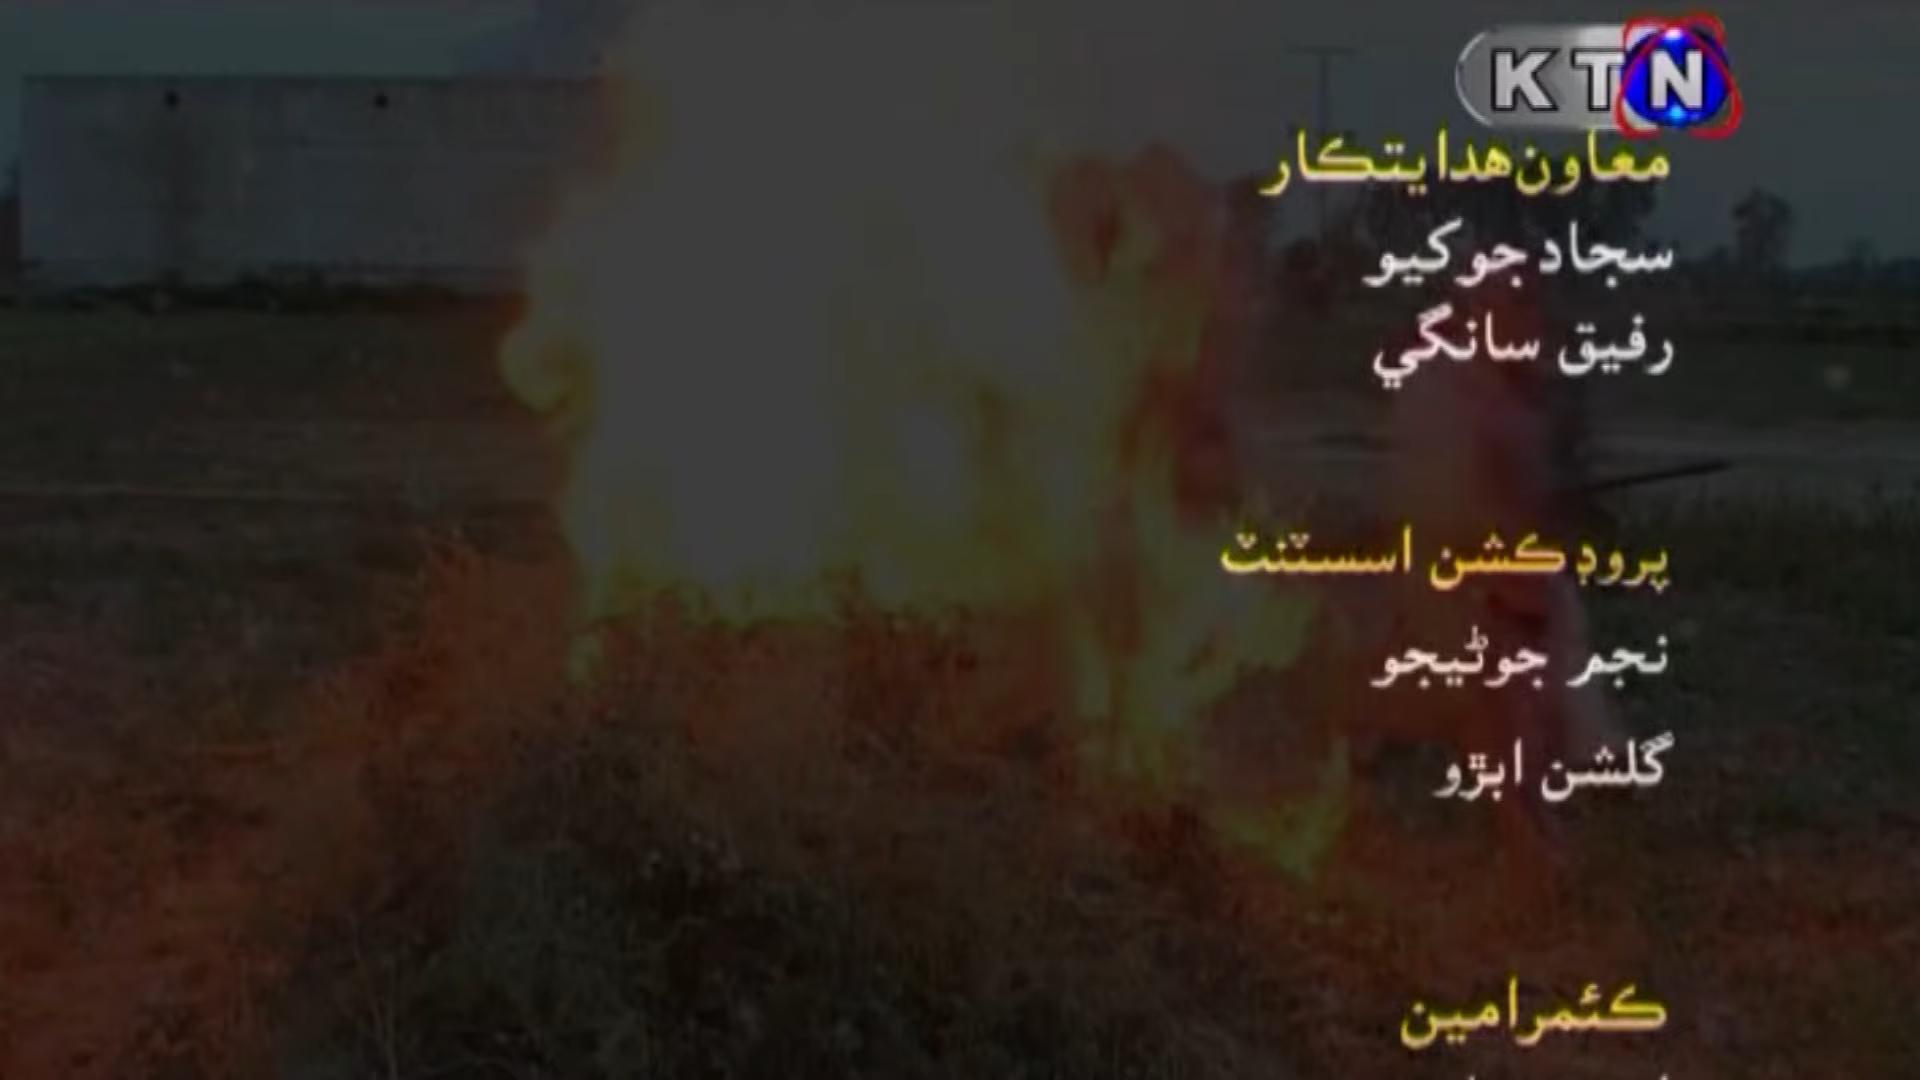 KTN
معاون هدايتڪار
سجاد جوکيو
رفيق سانگي
پروڊڪشن اسسٽنٽ
نجم جوڻيجو
گلشن ابڙو
ڪئمرامين